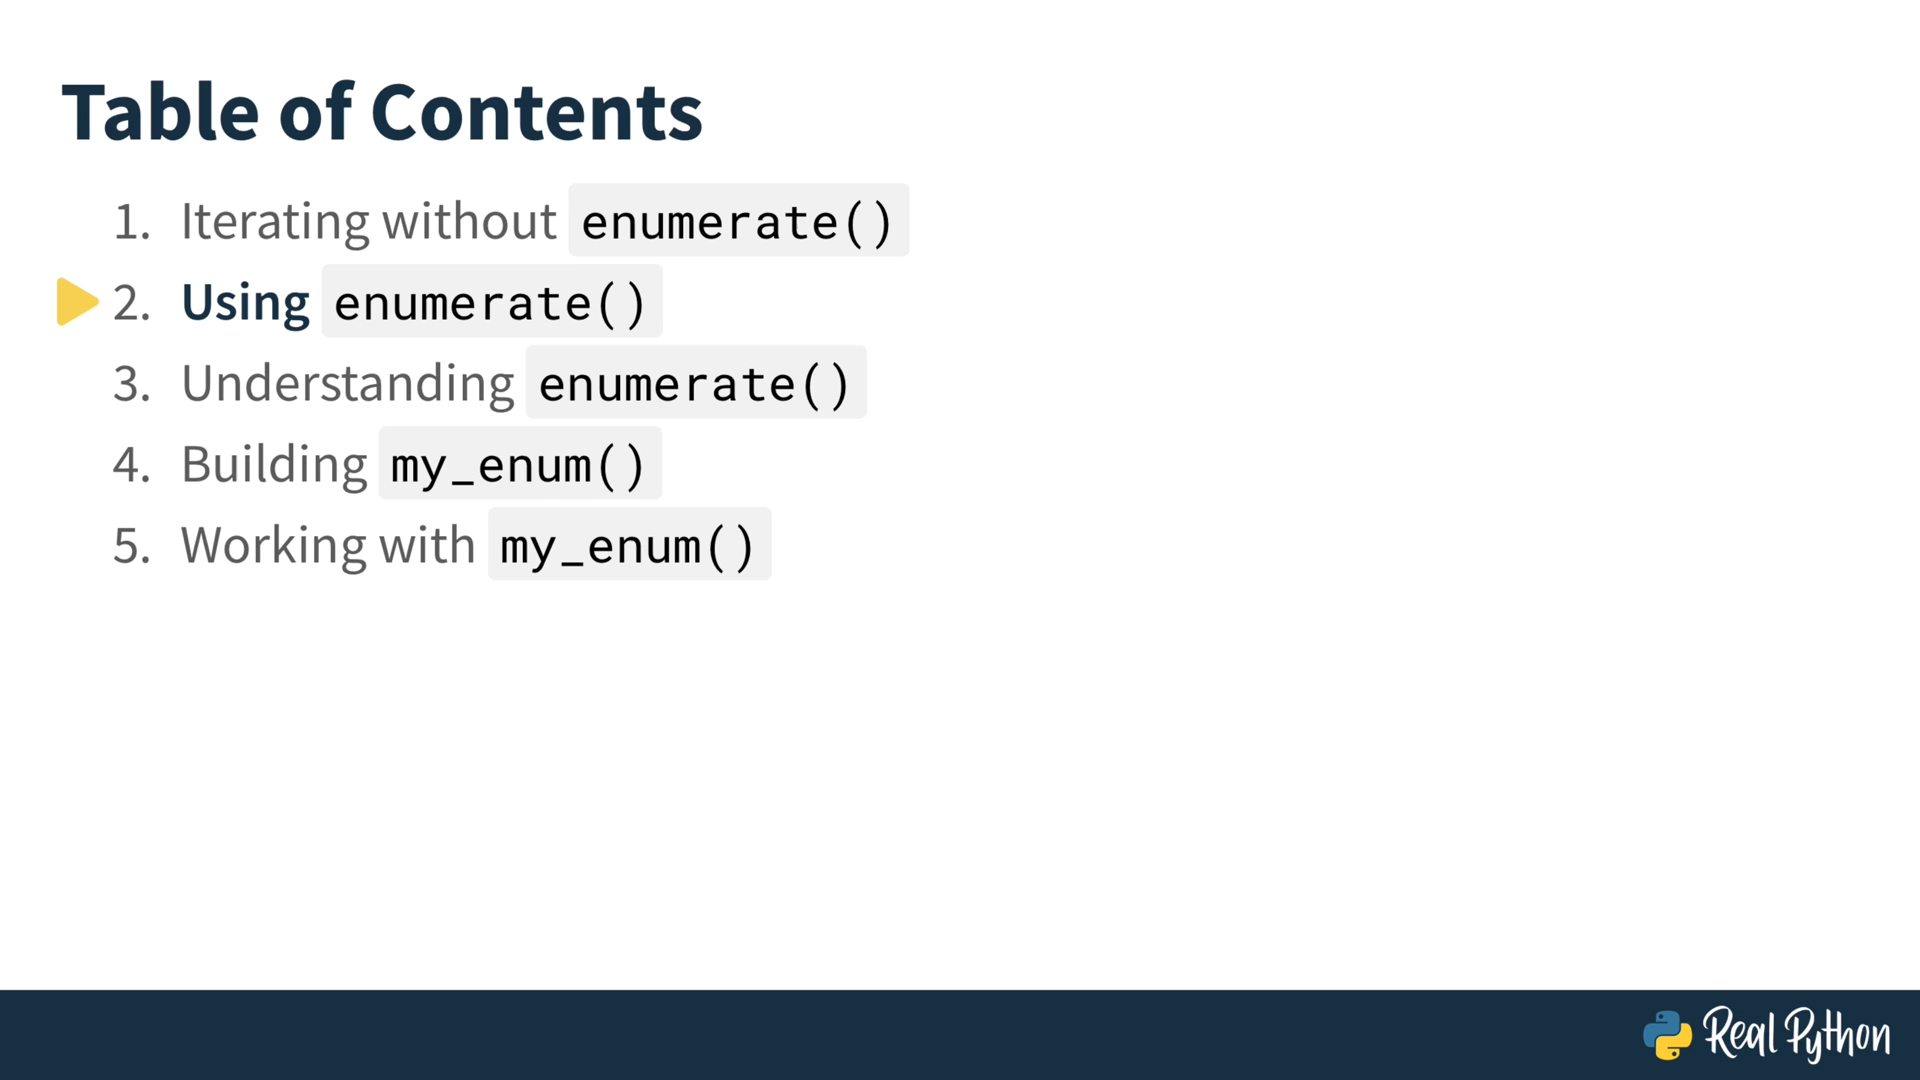 Table of Contents
1. Iterating without enumerate()
2. Using enumerate()
3. Understanding enumerate()
4. Building my_enum()
5. Working with my_enum()
Real Python